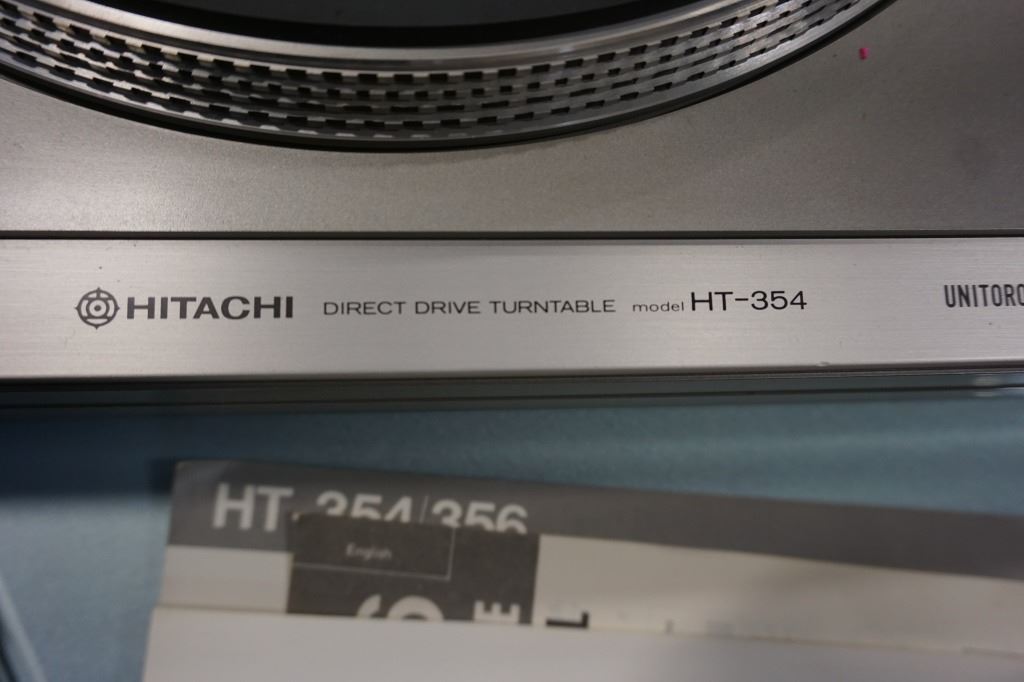 HITACHI DIRECT DRIVE TURNTABLE model HT-354
HT-354/356
English